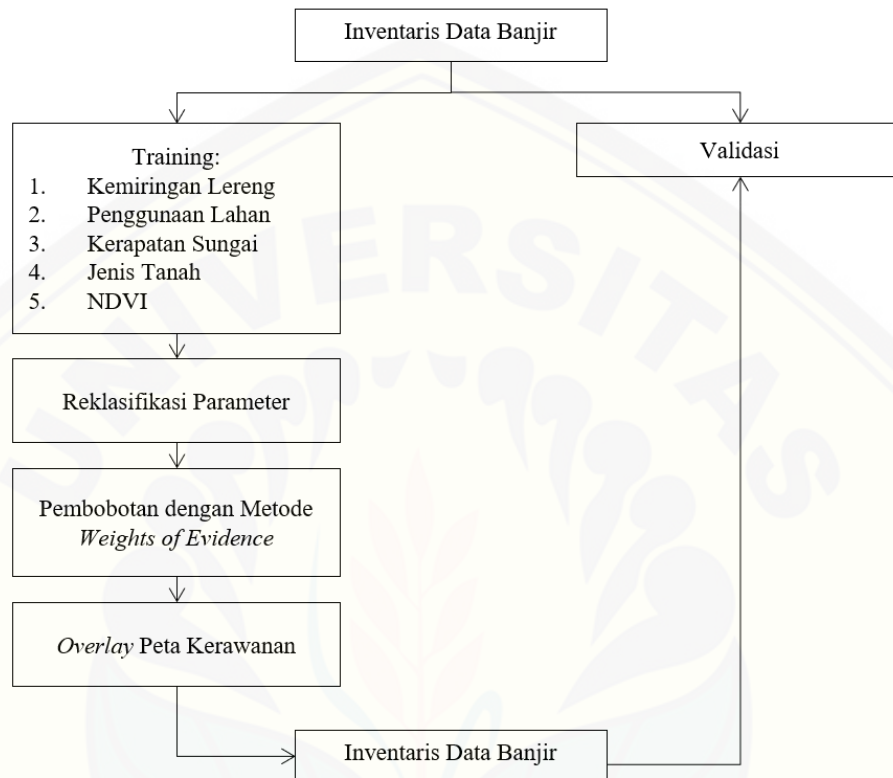 Inventaris Data Banjir
Training:
1. Kemiringan Lereng
2. Penggunaan Lahan
3. Kerapatan Sungai
4. Jenis Tanah
5. NDVI
Validasi
Reklasifikasi Parameter
Pembobotan dengan Metode
Weights of Evidence
Overlay Peta Kerawanan
Inventaris Data Banjir
UNIVERSITAS